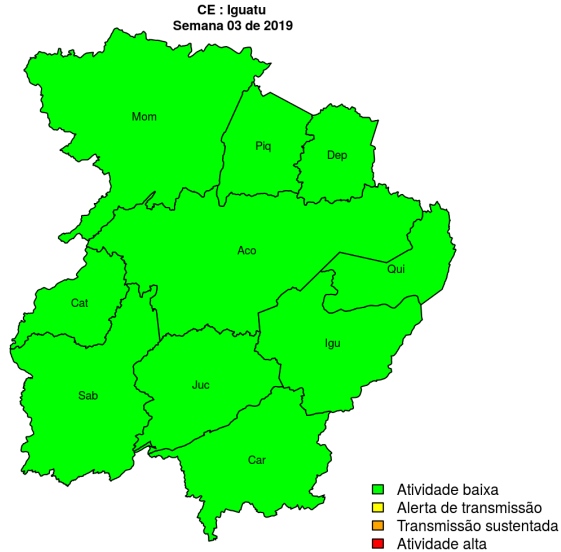 CE : Iguatu
Semana 03 de 2019
Mom
Piq
Dep
Aco
Qui
Cat
Igu
Juc
Sab
Car
Atividade baixa
Alerta de transmissão
Transmissão sustentada
Atividade alta